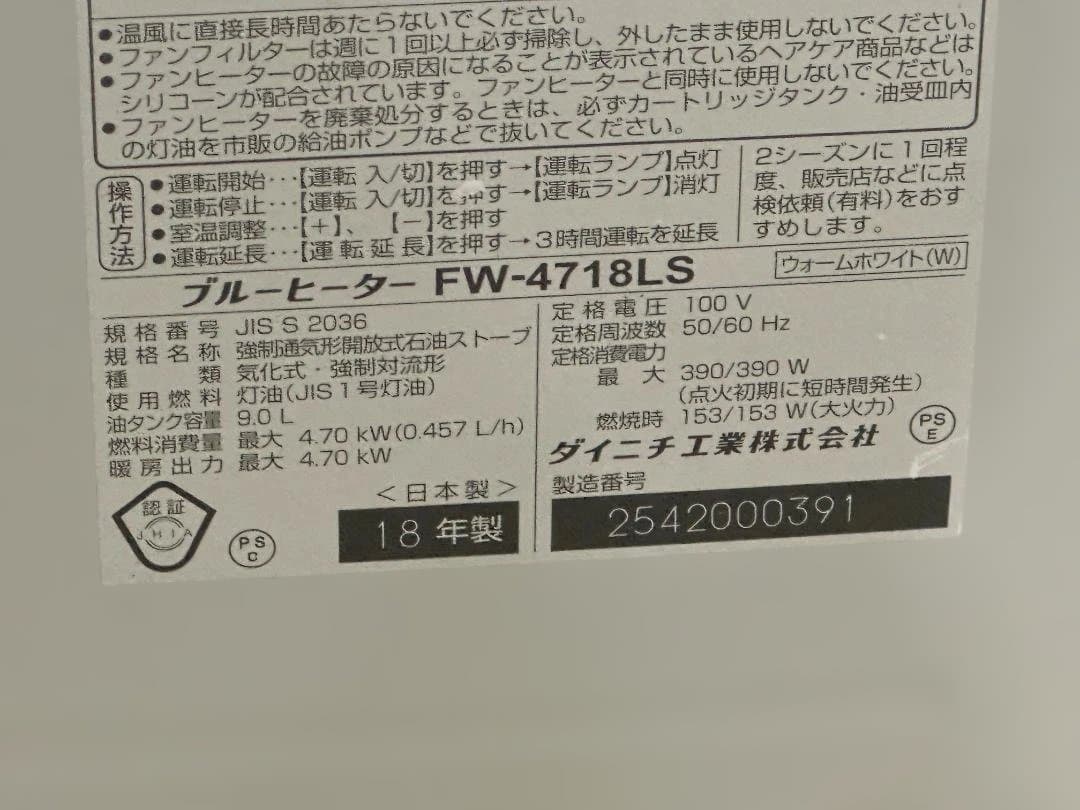 ●温風に直接長時間あたらないでください。
●ファンフィルターは週に1回以上必ず掃除し、外したまま使用しないでください。
●ファンヒーターの故障の原因になることが表示されているヘアケア商品などは
シリコーンが配合されています。ファンヒーターと同時に使用しないでください。
●ファンヒーターを廃棄処分するときは、必ずカートリッジタンク・油受皿内
の灯油を市販の給油ポンプなどで抜いてください。
操作方法
●運転開始…【運転 入/切】を押す→【運転ランプ】点灯
●運転停止…【運転 入/切】を押す→【運転ランプ】消灯
●室温調整…【+】、【−】を押す
●運転延長…【運転延長】を押す→3時間運転を延長
2シーズンに1回程
度、販売店などに点
検依頼(有料)をおす
すめします。
ブルーヒーター FW-4718LS
ウォームホワイト(W)
規格番号 JIS S 2036
規格名称 強制通気形開放式石油ストーブ
種類 気化式・強制対流形
使用燃料 灯油(JIS1号灯油)
油タンク容量 9.0 L
燃料消費量 最大 4.70 kW(0.457 L/h)
暖房出力 最大 4.70 kW
<日本製>
認証
JHIA
PS
C
18年製
定格電圧 100 V
定格周波数 50/60 Hz
定格消費電力
最大 390/390 W
(点火初期に短時間発生)
燃焼時 153/153 W(大火力)
ダイニチ工業株式会社
PS
E
製造番号
2542000391